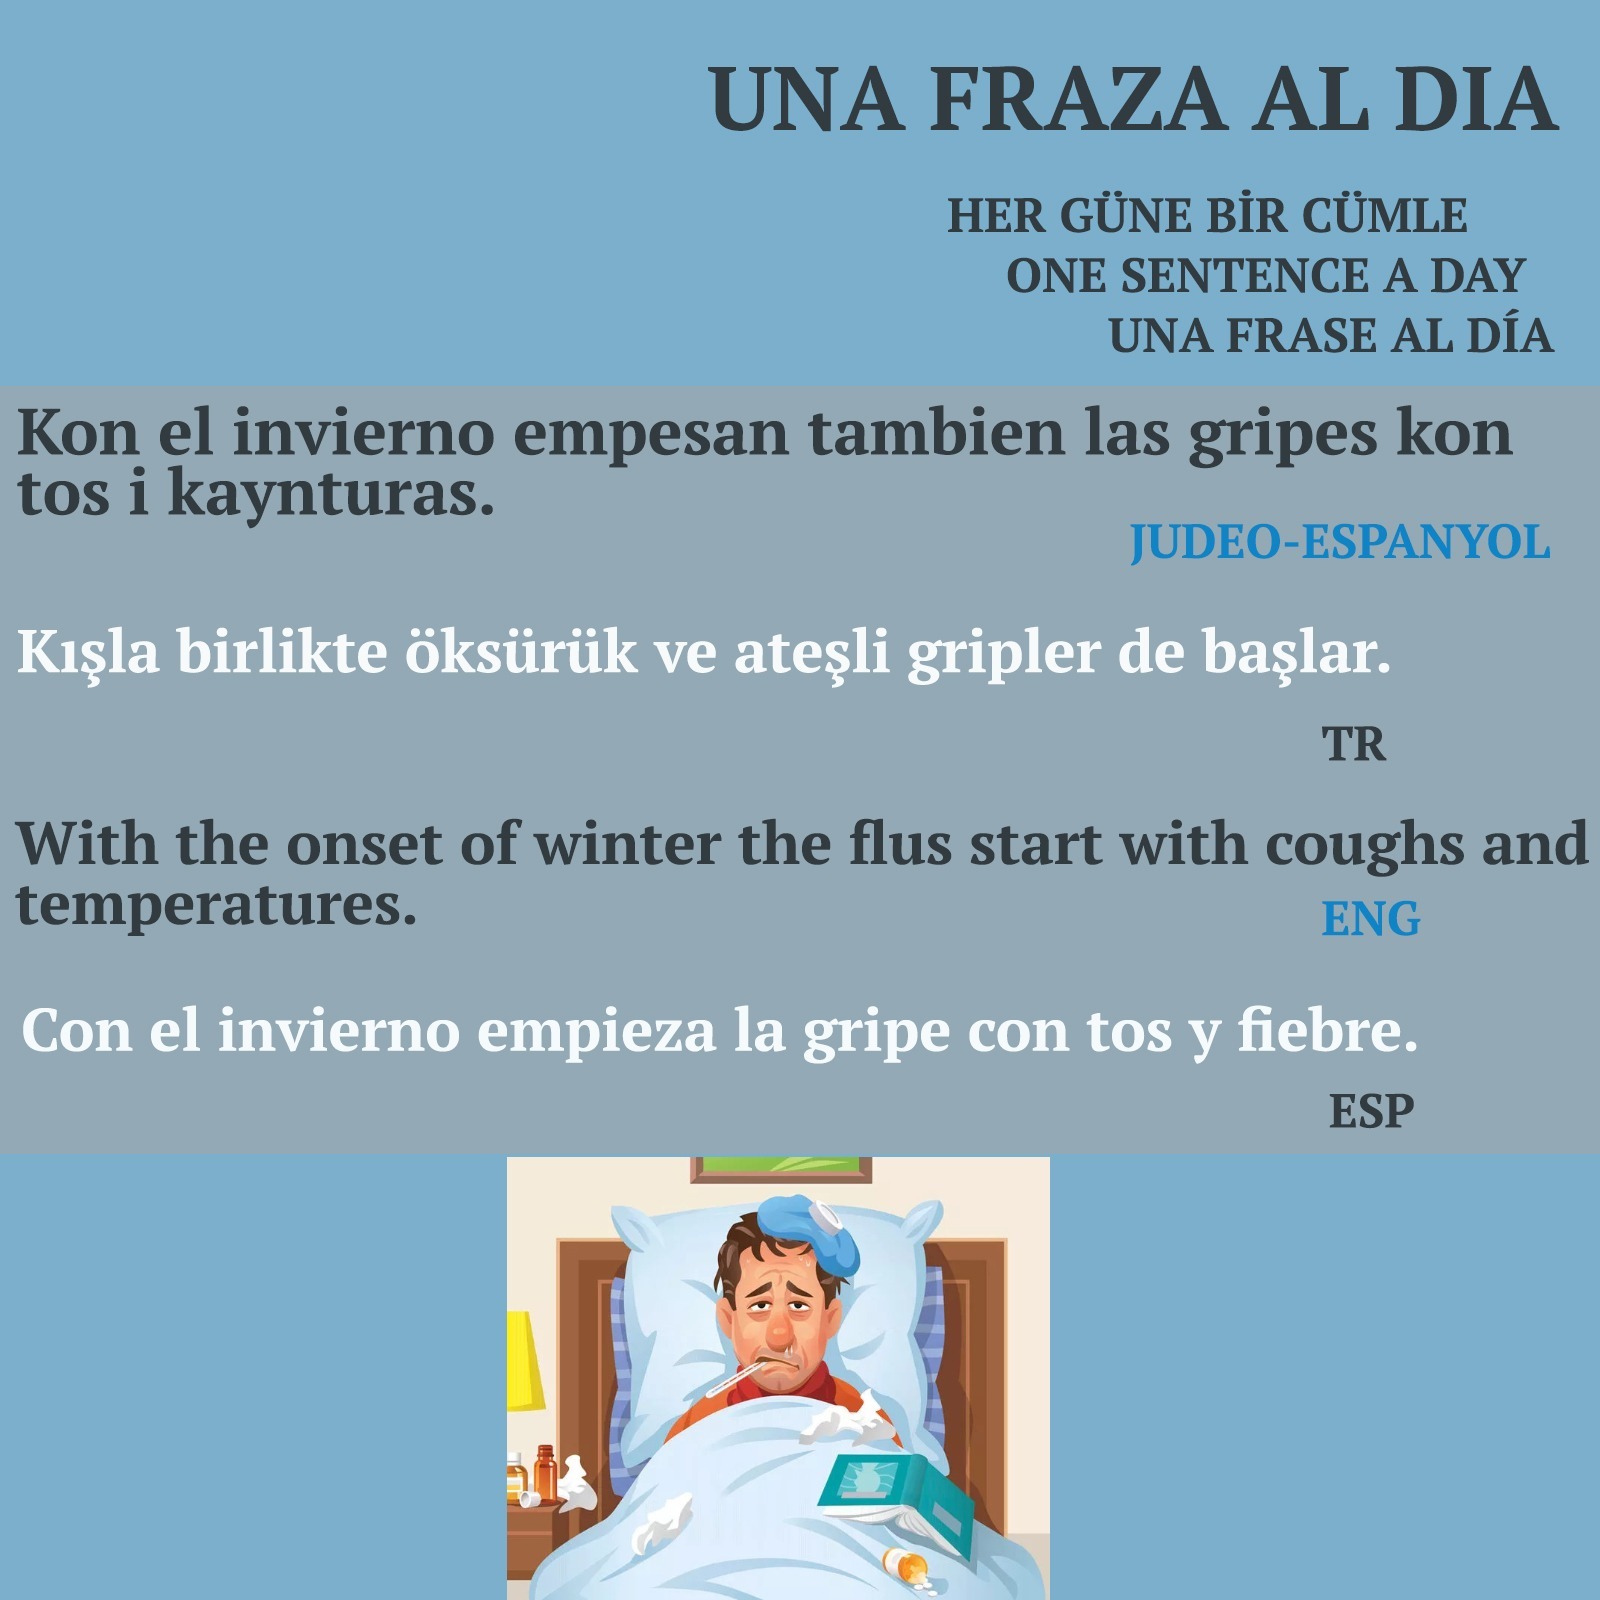 UNA FRAZA AL DIA
HER GÜNE BİR CÜMLE
ONE SENTENCE A DAY
UNA FRASE AL DÍA
Kon el invierno empesan tambien las gripes kon
tos i kaynturas.
JUDEO-ESPANYOL
Kışla birlikte öksürük ve ateşli gripler de başlar.
TR
With the onset of winter the flus start with coughs and
temperatures.
ENG
Con el invierno empieza la gripe con tos y fiebre.
ESP